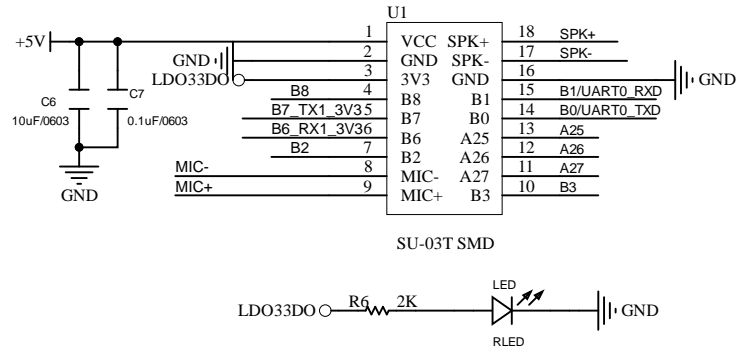 U1
+5V
C6
10uF/0603
C7
0.1uF/0603
GND
GND
LDO33DO
B8
B7_TX1_3V3
B6_RX1_3V3
B2
MIC-
MIC+
1 VCC SPK+ 18 SPK+
2 GND SPK- 17 SPK-
3 3V3 GND 16 GND
4 B8 B1 15 B1/UART0_RXD
5 B7 B0 14 B0/UART0_TXD
6 B6 A25 13 A25
7 B2 A26 12 A26
8 MIC- A27 11 A27
9 MIC+ B3 10 B3
SU-03T SMD
LDO33DO R6 2K LED GND
RLED